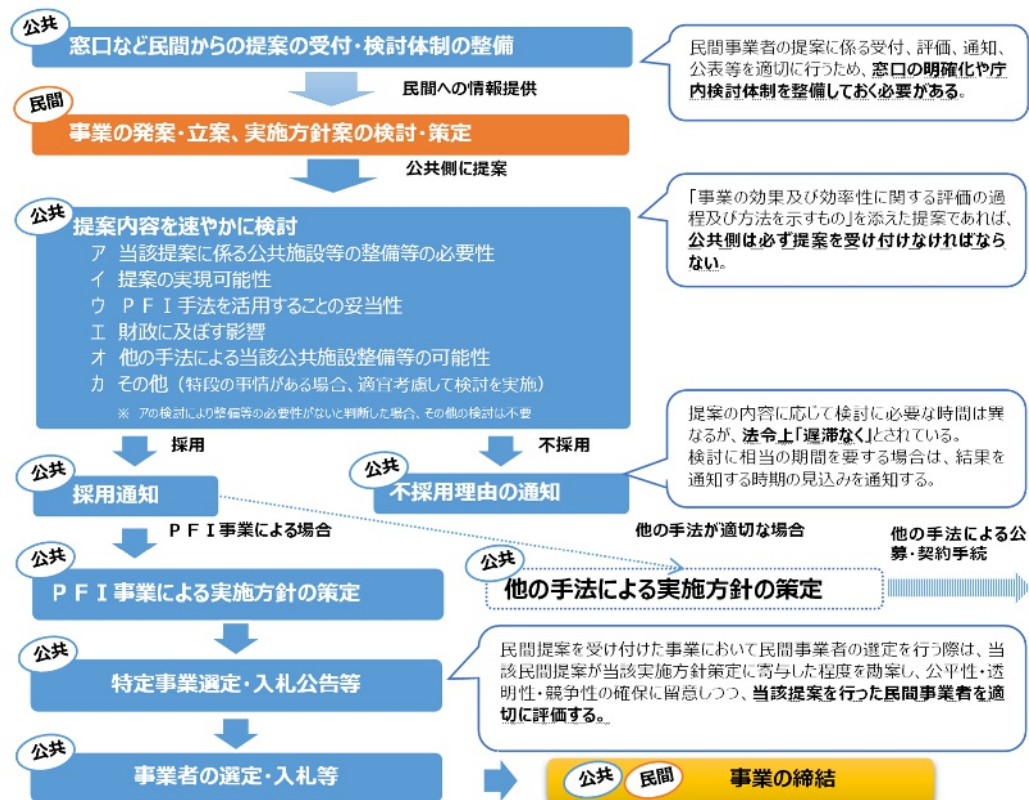 公共
窓口など民間からの提案の受付・検討体制の整備
民間事業者の提案に係る受付、評価、通知、
公表等を適切に行うため、窓口の明確化や庁
内検討体制を整備しておく必要がある。
民間への情報提供
民間
事業の発案・立案、実施方針案の検討・策定
公共側に提案
公共
提案内容を速やかに検討
ア 当該提案に係る公共施設等の整備等の必要性
イ 提案の実現可能性
ウ ＰＦＩ手法を活用することの妥当性
エ 財政に及ぼす影響
オ 他の手法による当該公共施設整備等の可能性
カ その他（特段の事情がある場合、適宜考慮して検討を実施）
※ アの検討により整備等の必要性がないと判断した場合、その他の検討は不要
「事業の効果及び効率性に関する評価の過
程及び方法を示すもの」を添えた提案であれば、
公共側は必ず提案を受け付けなければなら
ない。
採用
不採用
提案の内容に応じて検討に必要な時間は異
なるが、法令上「遅滞なく」とされている。
検討に相当の期間を要する場合は、結果を
通知する時期の見込みを通知する。
公共
採用通知
公共
不採用理由の通知
ＰＦＩ事業による場合
他の手法が適切な場合
他の手法による公
募・契約手続
公共
ＰＦＩ事業による実施方針の策定
公共
他の手法による実施方針の策定
公共
特定事業選定・入札公告等
民間提案を受け付けた事業において民間事業者の選定を行う際は、当
該民間提案が当該実施方針策定に寄与した程度を勘案し、公平性・透
明性・競争性の確保に留意しつつ、当該提案を行った民間事業者を適
切に評価する。
公共
事業者の選定・入札等
公共
民間
事業の締結